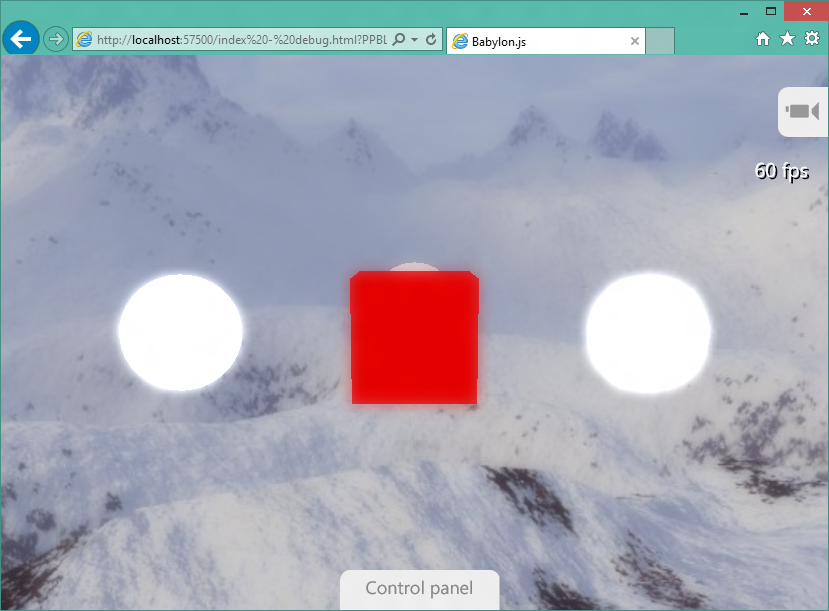 http://localhost:57500/index%20-%20debug.html?PPBL
Babylon.js
60 fps
Control panel